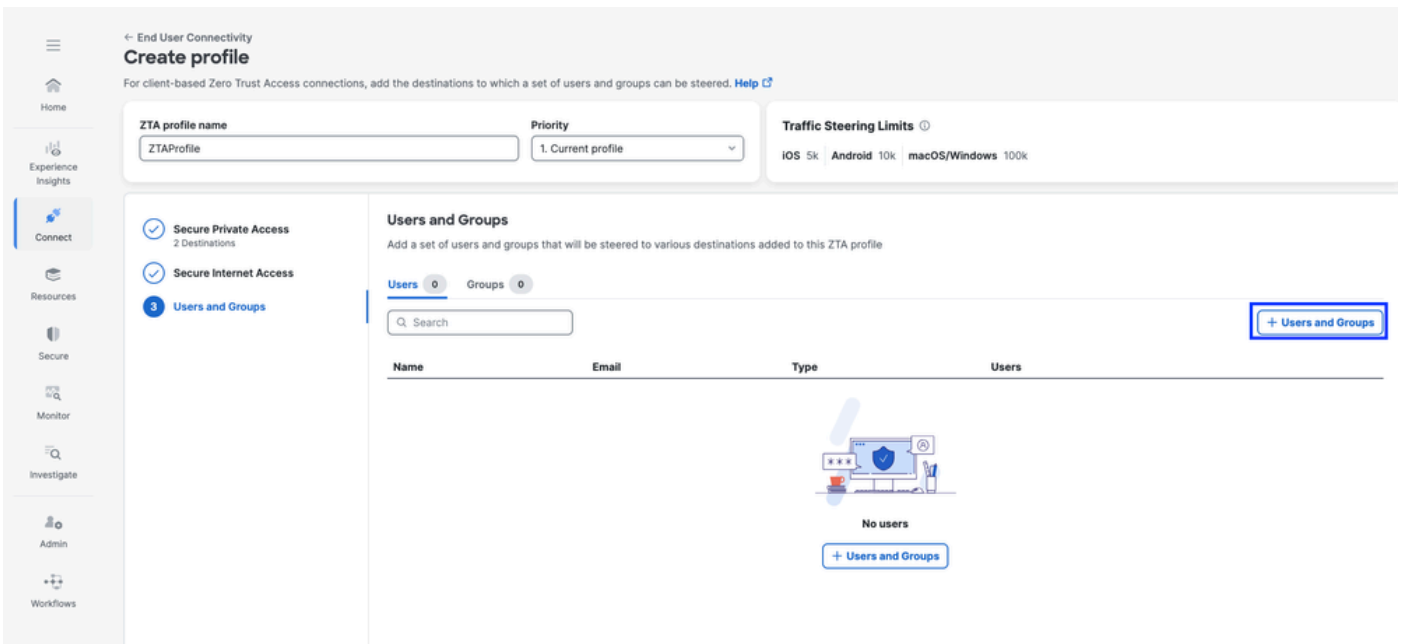 ← End User Connectivity
Create profile
For client-based Zero Trust Access connections, add the destinations to which a set of users and groups can be steered. Help
Home
Experience
Insights
Connect
Resources
Secure
Monitor
Investigate
Admin
Workflows
ZTA profile name
ZTAProfile
Priority
1. Current profile
Traffic Steering Limits
iOS 5k Android 10k macOS/Windows 100k
Secure Private Access
2 Destinations
Secure Internet Access
3 Users and Groups
Users and Groups
Add a set of users and groups that will be steered to various destinations added to this ZTA profile
Users 0 Groups 0
Search
+ Users and Groups
Name Email Type Users
***
No users
+ Users and Groups